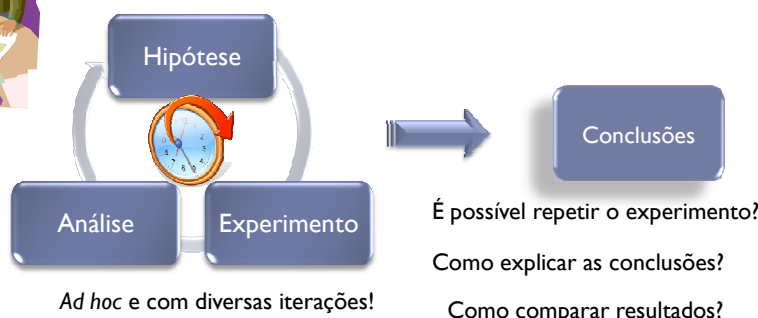 Hipótese
Análise
Experimento
Ad hoc e com diversas iterações!
Conclusões
É possível repetir o experimento?
Como explicar as conclusões?
Como comparar resultados?